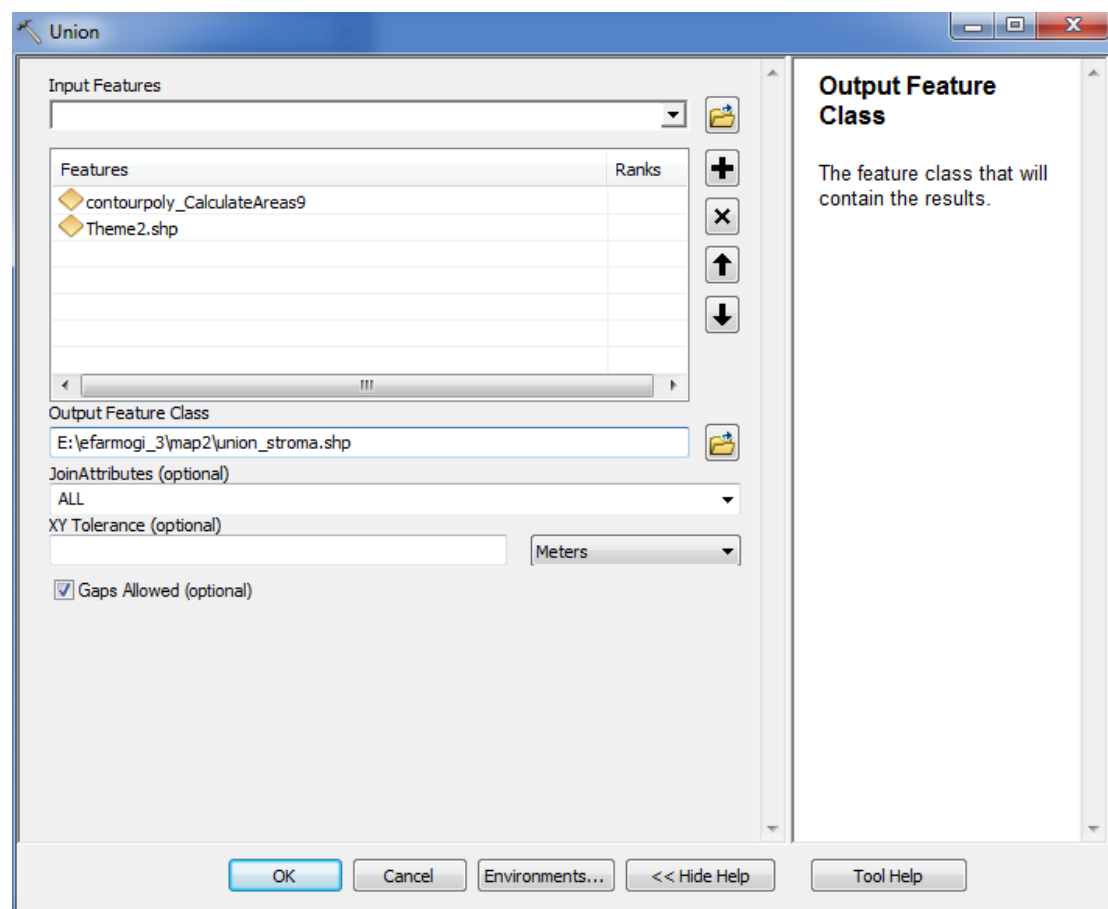 Union
Input Features
Features Ranks
contourpoly_CalculateAreas9
Theme2.shp
Output Feature Class
E:\efarmogi_3\map2\union_stroma.shp
JoinAttributes (optional)
ALL
XY Tolerance (optional)
Meters
Gaps Allowed (optional)
Output Feature
Class
The feature class that will
contain the results.
OK Cancel Environments... << Hide Help Tool Help